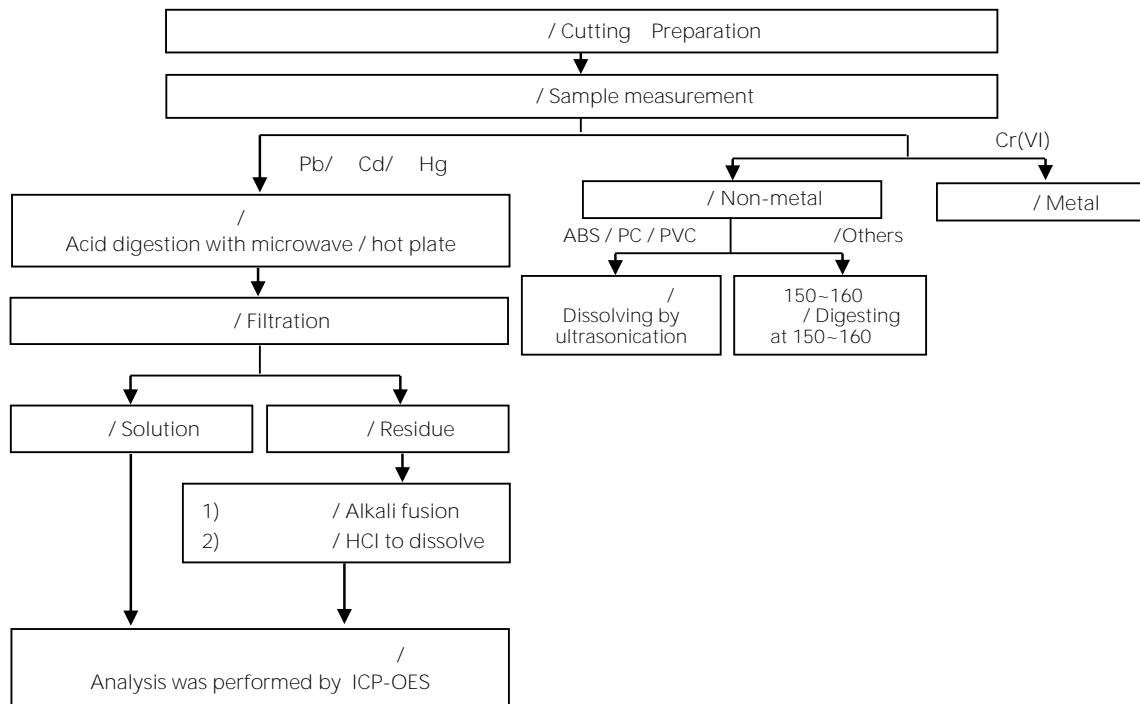 / Cutting Preparation
/ Sample measurement
Cr(VI)
Pb/ Cd/ Hg
/ Non-metal
/ Metal
/
Acid digestion with microwave / hot plate
ABS / PC / PVC
/Others
/
Dissolving by
ultrasonication
150~160
/ Digesting
at 150~160
/ Filtration
/ Solution
/ Residue
1) / Alkali fusion
2) / HCl to dissolve
/
Analysis was performed by ICP-OES